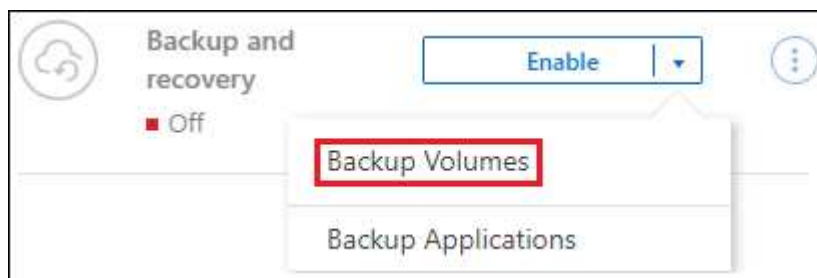 Backup and
recovery
Enable
Off
Backup Volumes
Backup Applications